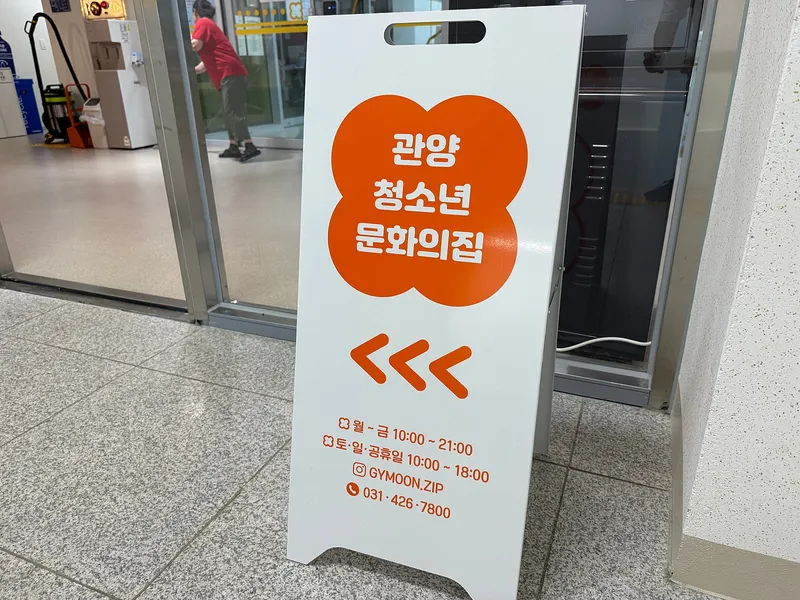 관양
청소년
문화의집
월 ~ 금 10:00 ~ 21:00
토·일·공휴일 10:00 ~ 18:00
GYMOON.ZIP
031·426·7800